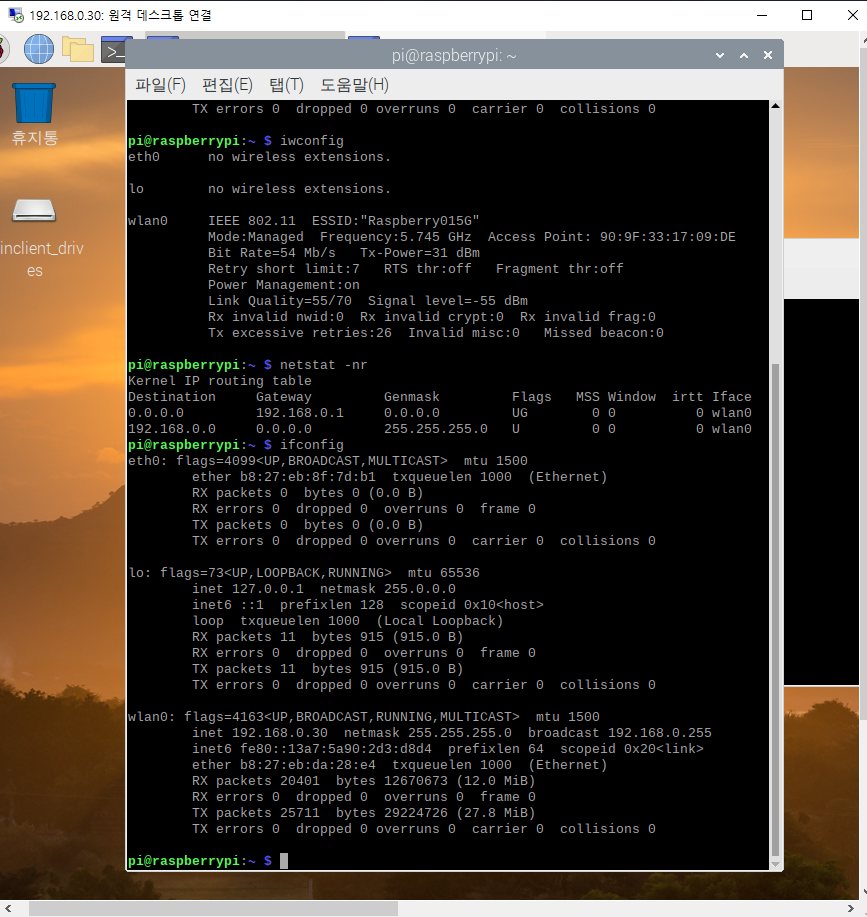 192.168.0.30: 원격 데스크톱 연결
pi@raspberrypi: ~
파일(F) 편집(E) 탭(T) 도움말(H)
휴지통
inclient_driv
es
TX errors 0  dropped 0 overruns 0  carrier 0  collisions 0
pi@raspberrypi:~ $ iwconfig
eth0      no wireless extensions.
lo        no wireless extensions.
wlan0     IEEE 802.11  ESSID:"Raspberry015G"
Mode:Managed  Frequency:5.745 GHz  Access Point: 90:9F:33:17:09:DE
Bit Rate=54 Mb/s   Tx-Power=31 dBm
Retry short limit:7   RTS thr:off   Fragment thr:off
Power Management:on
Link Quality=55/70  Signal level=-55 dBm
Rx invalid nwid:0  Rx invalid crypt:0  Rx invalid frag:0
Tx excessive retries:26  Invalid misc:0   Missed beacon:0
pi@raspberrypi:~ $ netstat -nr
Kernel IP routing table
Destination     Gateway         Genmask         Flags   MSS Window  irtt Iface
0.0.0.0         192.168.0.1     0.0.0.0         UG        0 0          0 wlan0
192.168.0.0     0.0.0.0         255.255.255.0   U         0 0          0 wlan0
pi@raspberrypi:~ $ ifconfig
eth0: flags=4099<UP,BROADCAST,MULTICAST>  mtu 1500
ether b8:27:eb:8f:7d:b1  txqueuelen 1000  (Ethernet)
RX packets 0  bytes 0 (0.0 B)
RX errors 0  dropped 0  overruns 0  frame 0
TX packets 0  bytes 0 (0.0 B)
TX errors 0  dropped 0 overruns 0  carrier 0  collisions 0
lo: flags=73<UP,LOOPBACK,RUNNING>  mtu 65536
inet 127.0.0.1  netmask 255.0.0.0
inet6 ::1  prefixlen 128  scopeid 0x10<host>
loop  txqueuelen 1000  (Local Loopback)
RX packets 11  bytes 915 (915.0 B)
RX errors 0  dropped 0  overruns 0  frame 0
TX packets 11  bytes 915 (915.0 B)
TX errors 0  dropped 0 overruns 0  carrier 0  collisions 0
wlan0: flags=4163<UP,BROADCAST,RUNNING,MULTICAST>  mtu 1500
inet 192.168.0.30  netmask 255.255.255.0  broadcast 192.168.0.255
inet6 fe80::13a7:5a90:2d3:d8d4  prefixlen 64  scopeid 0x20<link>
ether b8:27:eb:da:28:e4  txqueuelen 1000  (Ethernet)
RX packets 20401  bytes 12670673 (12.0 MiB)
RX errors 0  dropped 0  overruns 0  frame 0
TX packets 25711  bytes 29224726 (27.8 MiB)
TX errors 0  dropped 0 overruns 0  carrier 0  collisions 0
pi@raspberrypi:~ $